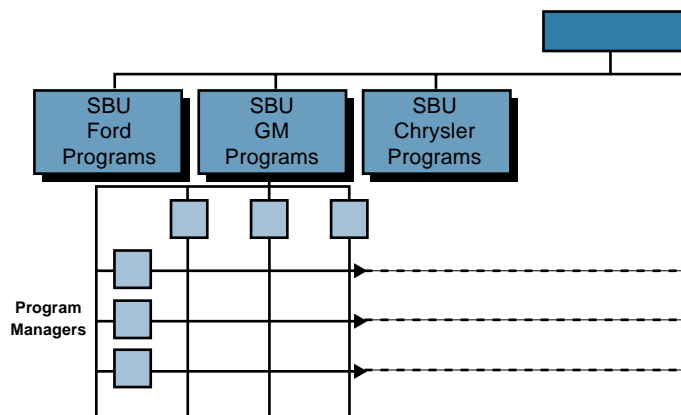 SBU
Ford
Programs
SBU
GM
Programs
SBU
Chrysler
Programs
Program
Managers